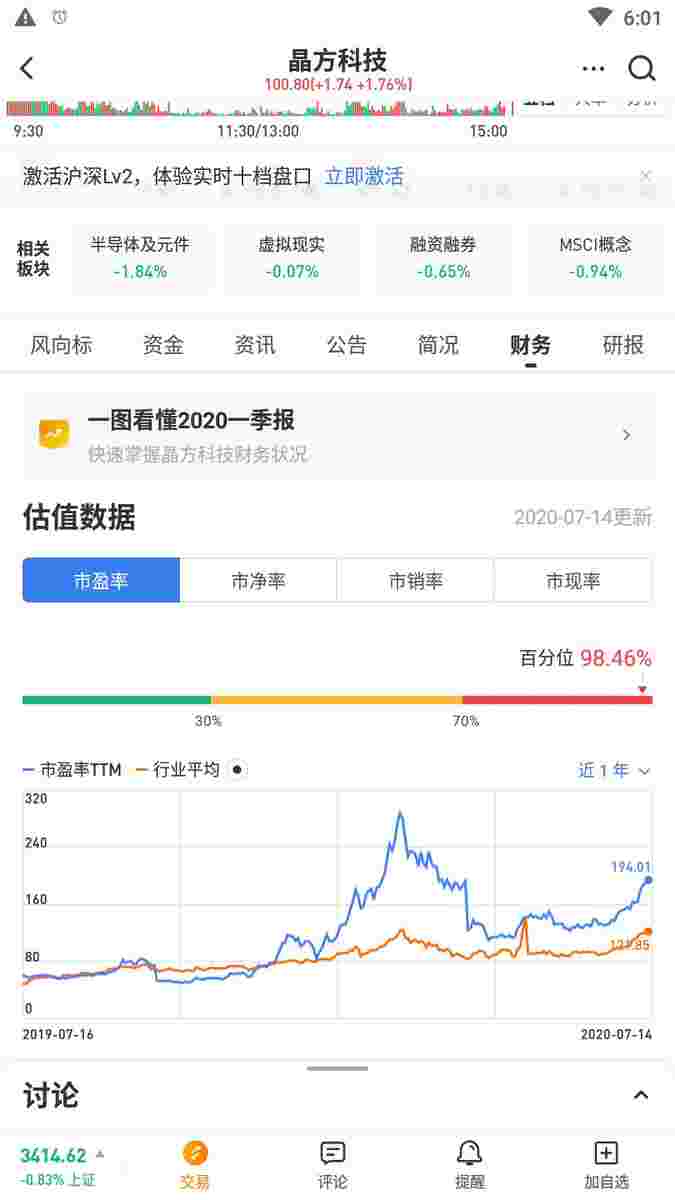 6:01
晶方科技
100.80(+1.74 +1.76%)
9:30 11:30/13:00 15:00
激活沪深Lv2，体验实时十档盘口 立即激活
相关板块
半导体及元件 虚拟现实 融资融券 MSCI概念
-1.84% -0.07% -0.65% -0.94%
风向标 资金 资讯 公告 简况 财务 研报
一图看懂2020一季报
快速掌握晶方科技财务状况
估值数据 2020-07-14更新
市盈率 市净率 市销率 市现率
百分位 98.46%
30% 70%
市盈率TTM 行业平均 近1年
320
240
194.01
160
121.85
80
0
2019-07-16 2020-07-14
讨论
3414.62
-0.83% 上证
交易 评论 提醒 加自选